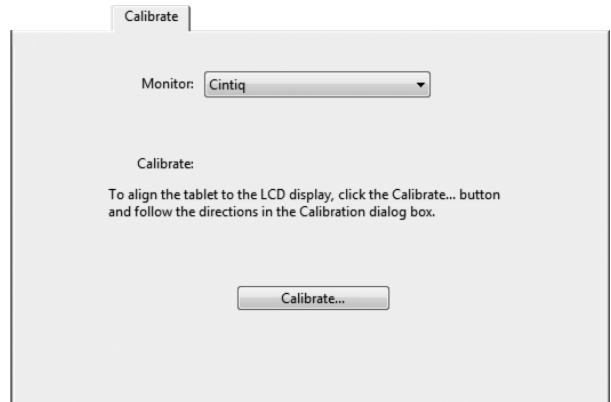 Calibrate
Monitor: Cintiq
Calibrate:
To align the tablet to the LCD display, click the Calibrate... button
and follow the directions in the Calibration dialog box.
Calibrate...